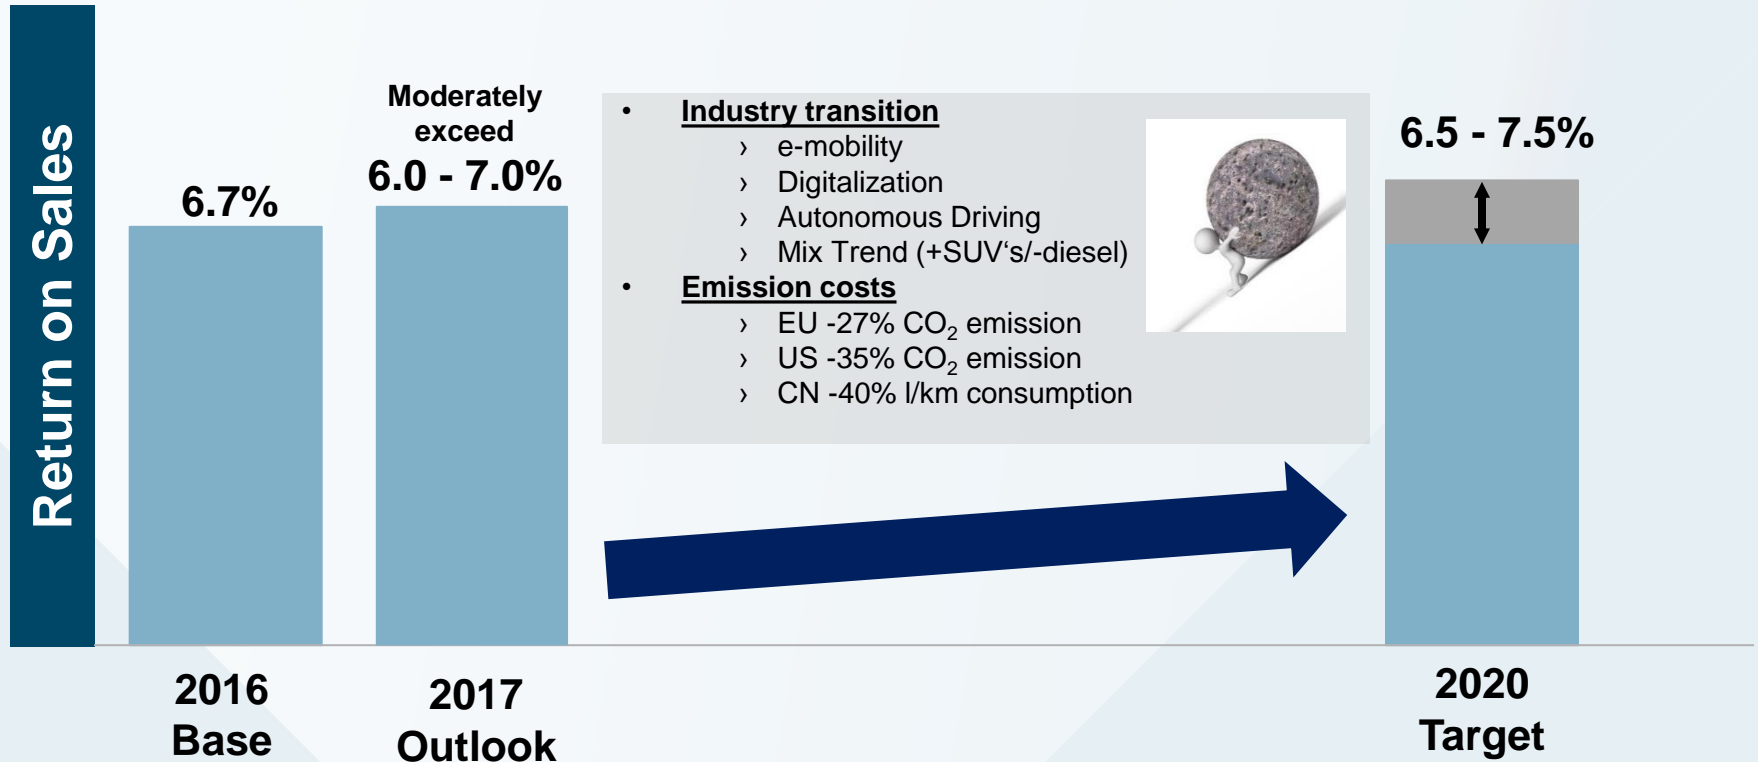 Return on Sales
6.7%
Moderately
exceed
6.0 - 7.0%
• Industry transition
› e-mobility
› Digitalization
› Autonomous Driving
› Mix Trend (+SUV‘s/-diesel)
• Emission costs
› EU -27% CO₂ emission
› US -35% CO₂ emission
› CN -40% l/km consumption
6.5 - 7.5%
2016
Base
2017
Outlook
2020
Target